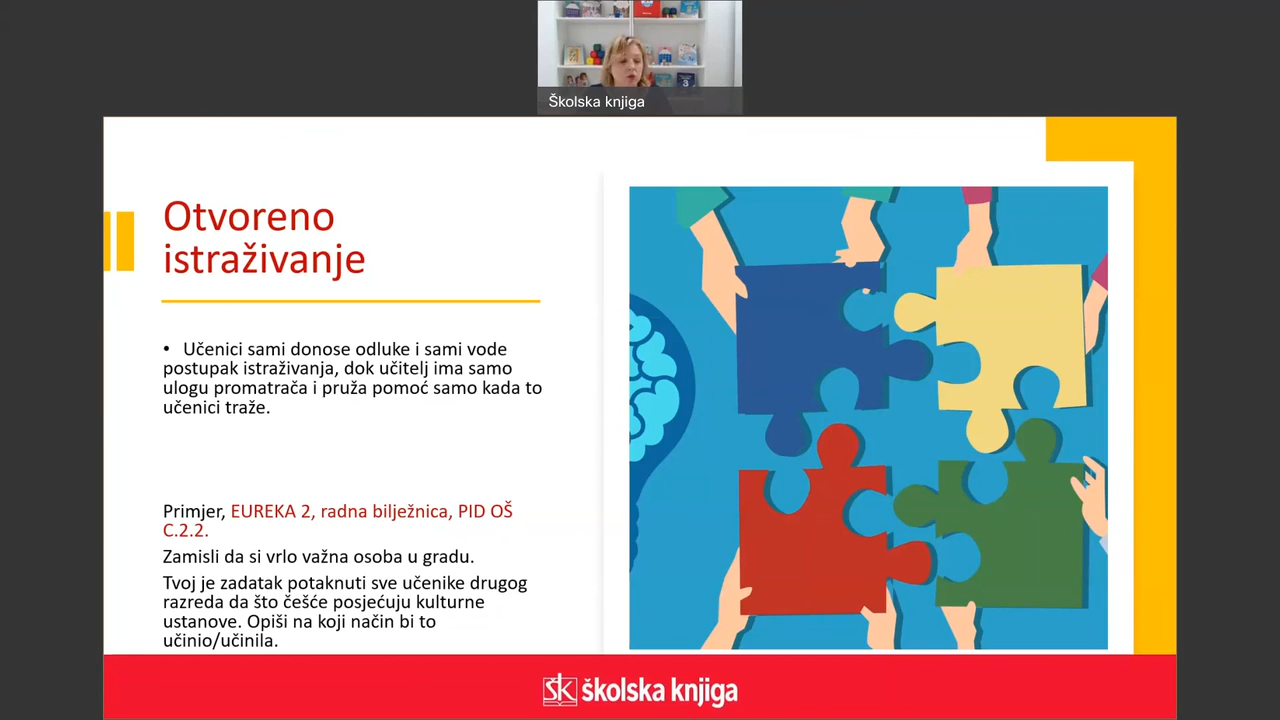 Školska knjiga
Otvoreno
istraživanje
• Učenici sami donose odluke i sami vode
postupak istraživanja, dok učitelj ima samo
ulogu promatrača i pruža pomoć samo kada to
učenici traže.
Primjer, EUREKA 2, radna bilježnica, PID OŠ
C.2.2.
Zamisli da si vrlo važna osoba u gradu.
Tvoj je zadatak potaknuti sve učenike drugog
razreda da što češće posjećuju kulturne
ustanove. Opiši na koji način bi to
učinio/učinila.
ŠK školska knjiga